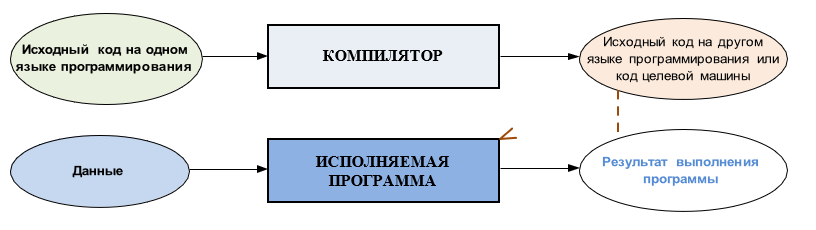 Исходный код на одном
языке программирования
КОМПИЛЯТОР
Исходный код на другом
языке программирования или
код целевой машины
Данные
ИСПОЛНЯЕМАЯ
ПРОГРАММА
Результат выполнения
программы